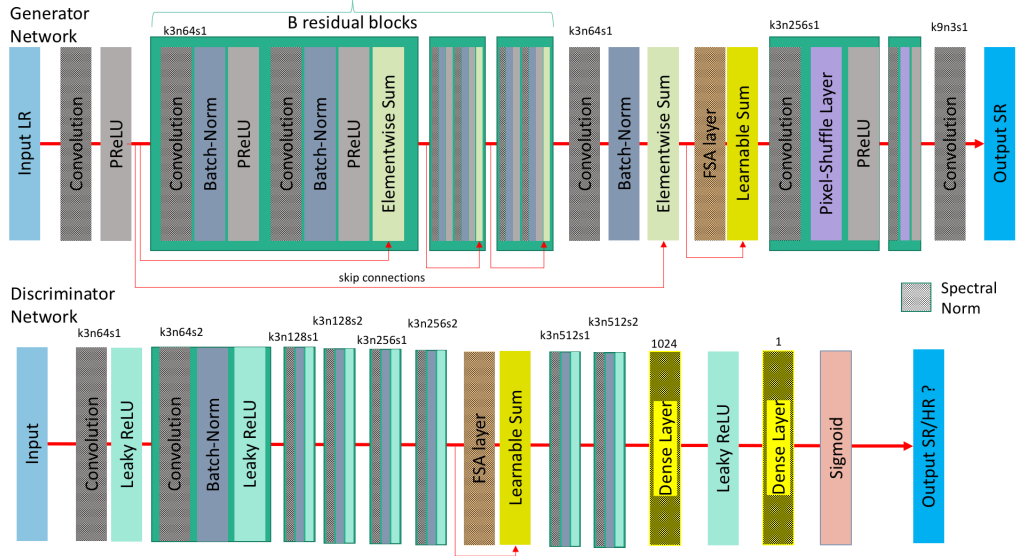 Generator
Network
B residual blocks
k3n64s1
k3n64s1
k3n256s1
k9n3s1
Input LR
Convolution
PReLU
Convolution
Batch-Norm
PReLU
Convolution
Batch-Norm
PReLU
Elementwise Sum
Convolution
Batch-Norm
Elementwise Sum
FSA layer
Learnable Sum
Convolution
Pixel-Shuffle Layer
PReLU
Convolution
Output SR
skip connections
Spectral
Norm
Discriminator
Network
k3n64s1
k3n64s2
k3n128s1
k3n128s2
k3n256s1
k3n256s2
k3n512s1
k3n512s2
1024
1
Input
Convolution
Leaky ReLU
Convolution
Batch-Norm
Leaky ReLU
FSA layer
Learnable Sum
Dense Layer
Leaky ReLU
Dense Layer
Sigmoid
Output SR/HR ?